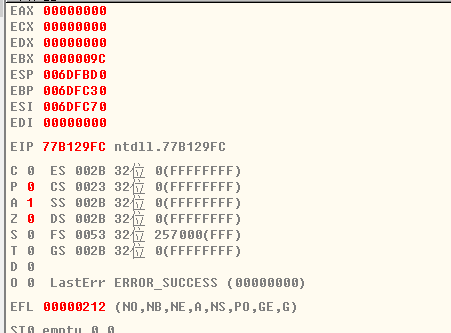 EAX 00000000
ECX 00000000
EDX 00000000
EBX 0000009C
ESP 006DFBD0
EBP 006DFC30
ESI 006DFC70
EDI 00000000
EIP 77B129FC ntdll.77B129FC
C 0 ES 002B 32位 0(FFFFFFFF)
P 0 CS 0023 32位 0(FFFFFFFF)
A 1 SS 002B 32位 0(FFFFFFFF)
Z 0 DS 002B 32位 0(FFFFFFFF)
S 0 FS 0053 32位 257000(FFF)
T 0 GS 002B 32位 0(FFFFFFFF)
D 0
O 0 LastErr ERROR_SUCCESS (00000000)
EFL 00000212 (NO,NB,NE,A,NS,PO,GE,G)
ST0 empty 0.0